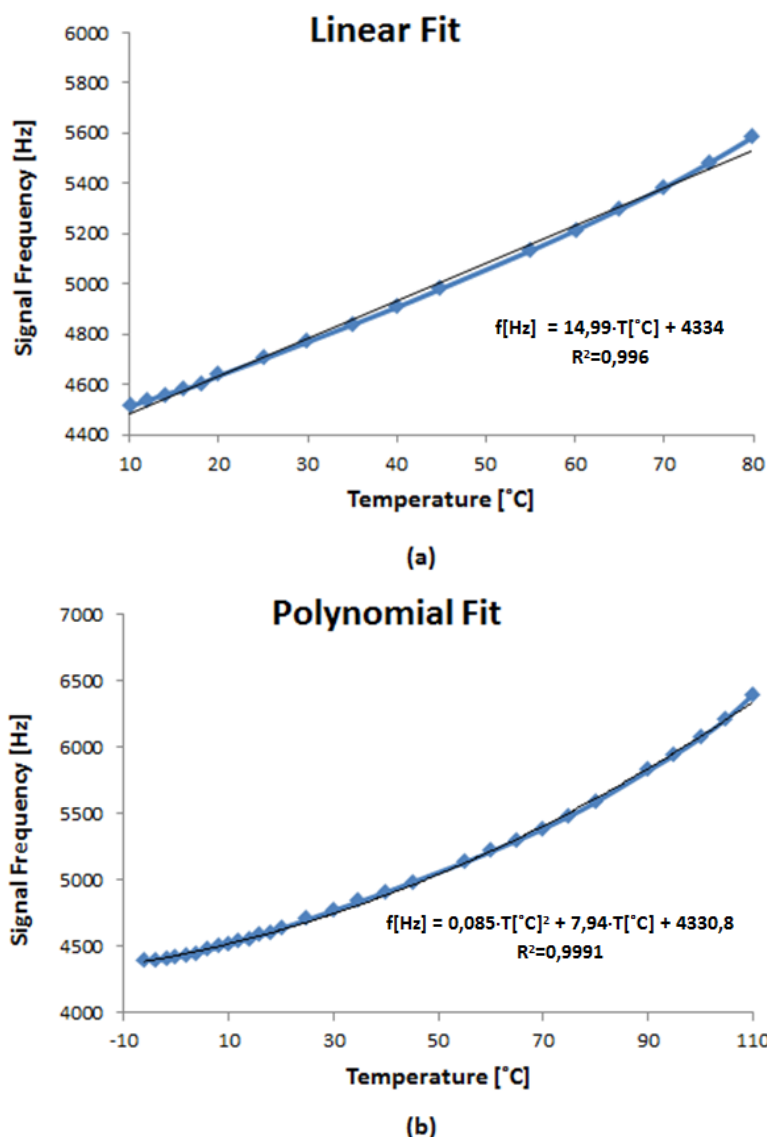 Linear Fit
6000
5800
5600
5400
5200
5000
4800
4600
4400
Signal Frequency [Hz]
f[Hz] = 14,99·T[˚C] + 4334
R²=0,996
10 20 30 40 50 60 70 80
Temperature [˚C]
(a)
Polynomial Fit
7000
6500
6000
5500
5000
4500
4000
Signal Frequency [Hz]
f[Hz] = 0,085·T[˚C]² + 7,94·T[˚C] + 4330,8
R²=0,9991
-10 10 30 50 70 90 110
Temperature [˚C]
(b)